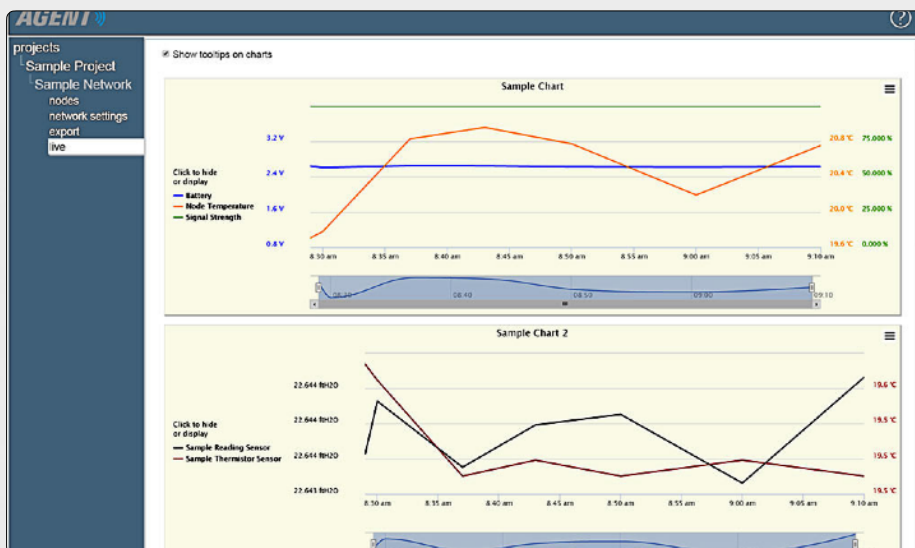 AGENT
?
projects
Sample Project
Sample Network
nodes
network settings
export
live
Show tooltips on charts
Sample Chart
3.2 V
2.4 V
1.6 V
0.8 V
20.8 °C
20.4 °C
20.0 °C
19.6 °C
75.000 %
50.000 %
25.000 %
0.000 %
Click to hide
or display
Battery
Node Temperature
Signal Strength
8:30 am 8:35 am 8:40 am 8:45 am 8:50 am 8:55 am 9:00 am 9:05 am 9:10 am
08:30 08:40 08:50 09:00 09:10
Sample Chart 2
22.644 ftH2O
22.644 ftH2O
22.644 ftH2O
22.643 ftH2O
19.6 °C
19.5 °C
19.5 °C
19.5 °C
Click to hide
or display
Sample Reading Sensor
Sample Thermistor Sensor
8:30 am 8:35 am 8:40 am 8:45 am 8:50 am 9:00 am 9:05 am 9:10 am